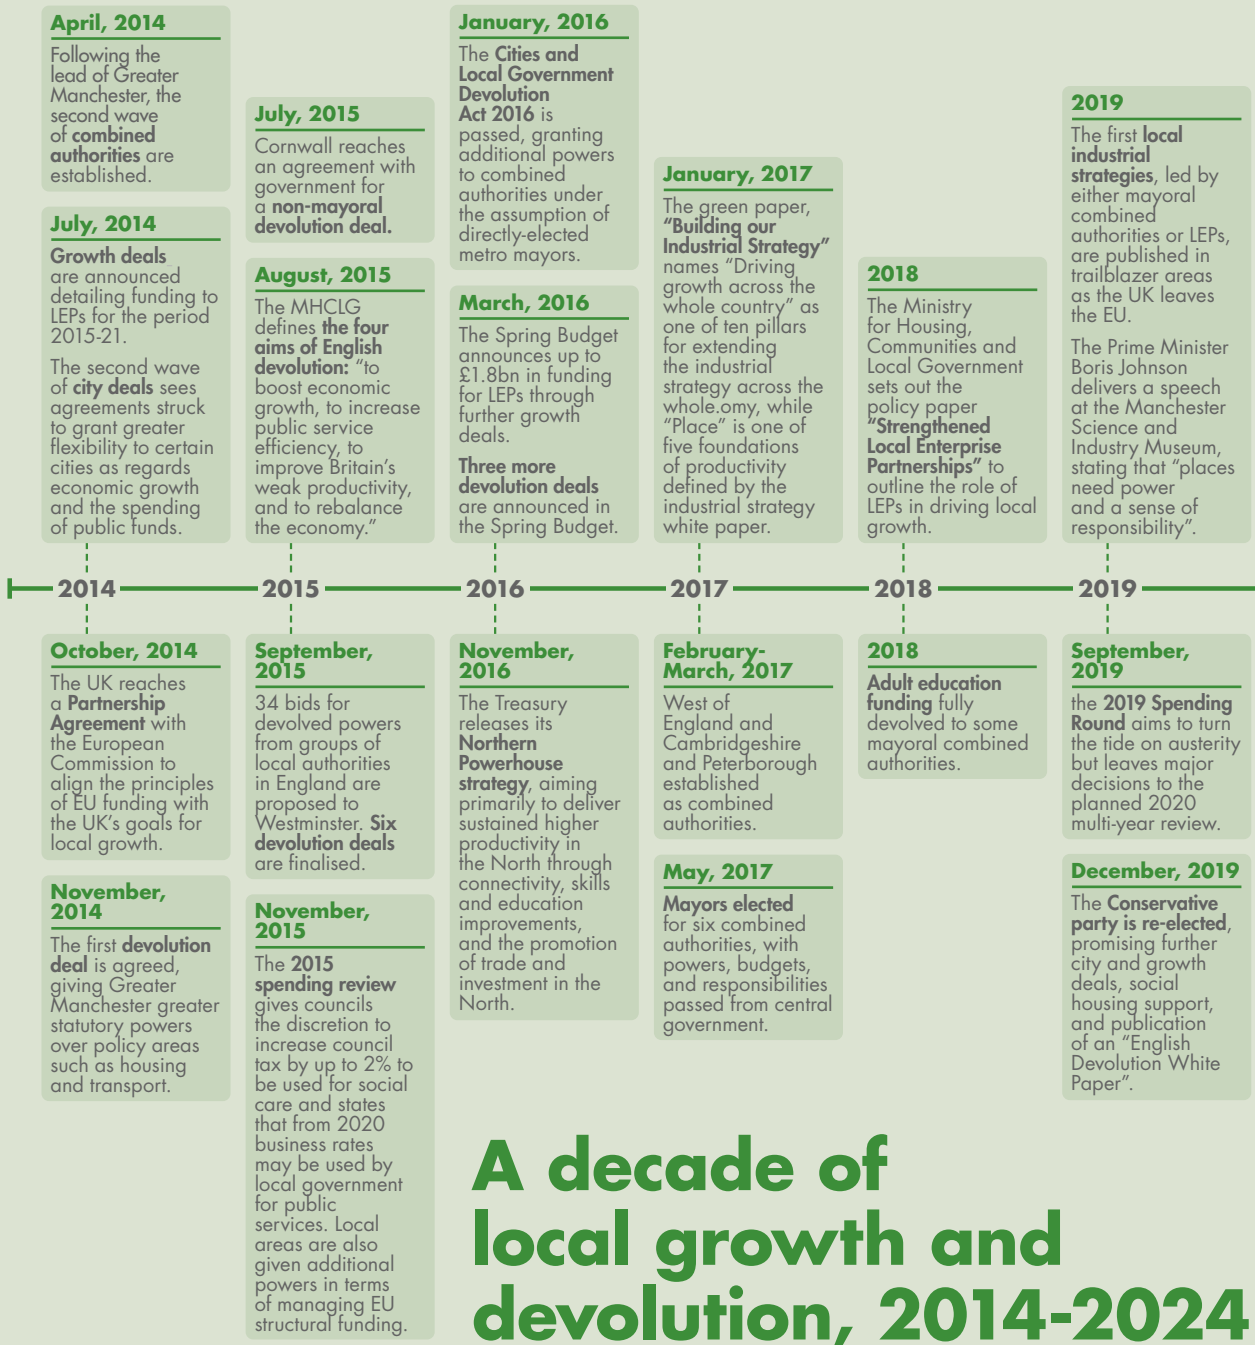 April, 2014
Following the
lead of Greater
Manchester, the
second wave
of combined
authorities are
established.
July, 2014
Growth deals
are announced
detailing funding to
LEPs for the period
2015-21.
The second wave
of city deals sees
agreements struck
to grant greater
flexibility to certain
cities as regards
economic growth
and the spending
of public funds.
July, 2015
Cornwall reaches
an agreement with
government for
a non-mayoral
devolution deal.
August, 2015
The MHCLG
defines the four
aims of English
devolution: “to
boost economic
growth, to increase
public service
efficiency, to
improve Britain’s
weak productivity,
and to rebalance
the economy.”
January, 2016
The Cities and
Local Government
Devolution
Act 2016 is
passed, granting
additional powers
to combined
authorities under
the assumption of
directly-elected
metro mayors.
March, 2016
The Spring Budget
announces up to
£1.8bn in funding
for LEPs through
further growth
deals.
Three more
devolution deals
are announced in
the Spring Budget.
January, 2017
The green paper,
“Building our
Industrial Strategy”
names “Driving
growth across the
whole country” as
one of ten pillars
for extending
the industrial
strategy across the
whole.omy, while
“Place” is one of
five foundations
of productivity
defined by the
industrial strategy
white paper.
2018
The Ministry
for Housing,
Communities and
Local Government
sets out the
policy paper
“Strengthened
Local Enterprise
Partnerships” to
outline the role of
LEPs in driving local
growth.
2019
The first local
industrial
strategies, led by
either mayoral
combined
authorities or LEPs,
are published in
trailblazer areas
as the UK leaves
the EU.
The Prime Minister
Boris Johnson
delivers a speech
at the Manchester
Science and
Industry Museum,
stating that “places
need power
and a sense of
responsibility”.
2014
2015
2016
2017
2018
2019
October, 2014
The UK reaches
a Partnership
Agreement with
the European
Commission to
align the principles
of EU funding with
the UK’s goals for
local growth.
November,
2014
The first devolution
deal is agreed,
giving Greater
Manchester greater
statutory powers
over policy areas
such as housing
and transport.
September,
2015
34 bids for
devolved powers
from groups of
local authorities
in England are
proposed to
Westminster. Six
devolution deals
are finalised.
November,
2015
The 2015
spending review
gives councils
the discretion to
increase council
tax by up to 2% to
be used for social
care and states
that from 2020
business rates
may be used by
local government
for public
services. Local
areas are also
given additional
powers in terms
of managing EU
structural funding.
November,
2016
The Treasury
releases its
Northern
Powerhouse
strategy, aiming
primarily to deliver
sustained higher
productivity in
the North through
connectivity, skills
and education
improvements,
and the promotion
of trade and
investment in the
North.
February-
March, 2017
West of
England and
Cambridgeshire
and Peterborough
established
as combined
authorities.
May, 2017
Mayors elected
for six combined
authorities, with
powers, budgets,
and responsibilities
passed from central
government.
2018
Adult education
funding fully
devolved to some
mayoral combined
authorities.
September,
2019
the 2019 Spending
Round aims to turn
the tide on austerity
but leaves major
decisions to the
planned 2020
multi-year review.
December, 2019
The Conservative
party is re-elected,
promising further
city and growth
deals, social
housing support,
and publication
of an “English
Devolution White
Paper”.
A decade of
local growth and
devolution, 2014-2024